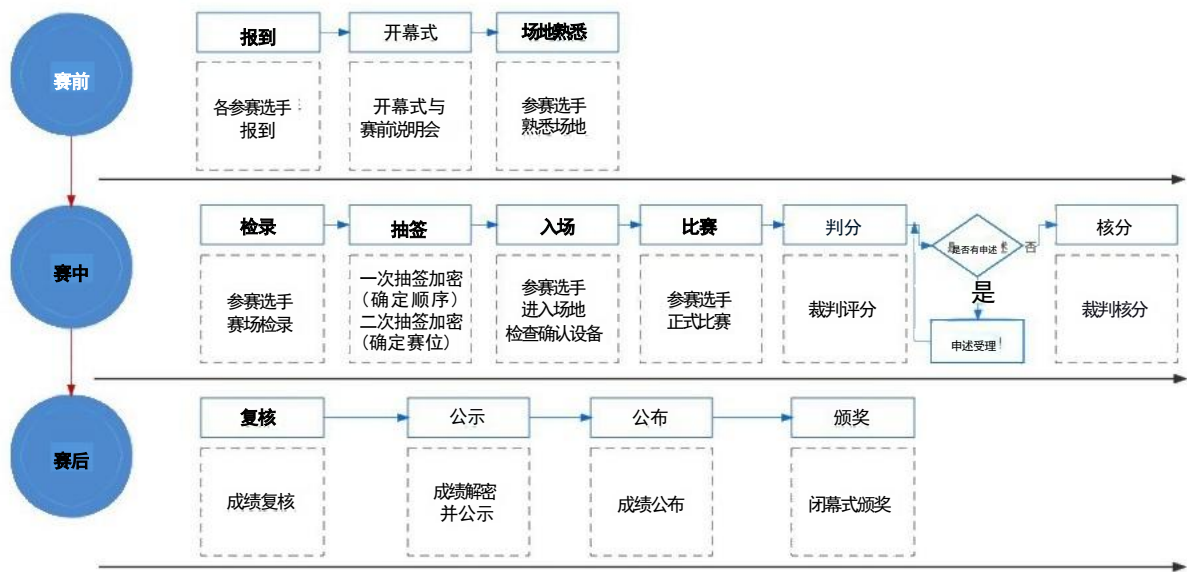 赛前
报到
开幕式
场地熟悉
各参赛选手
报到
开幕式与
赛前说明会
参赛选手
熟悉场地
赛中
检录
抽签
入场
比赛
判分
是否有申述
否
核分
参赛选手
赛场检录
一次抽签加密
（确定顺序）
二次抽签加密
(确定赛位)
参赛选手
进入场地
检查确认设备
参赛选手
正式比赛
裁判评分
是
申述受理
裁判核分
赛后
复核
公示
公布
颁奖
成绩复核
成绩解密
并公示
成绩公布
闭幕式颁奖